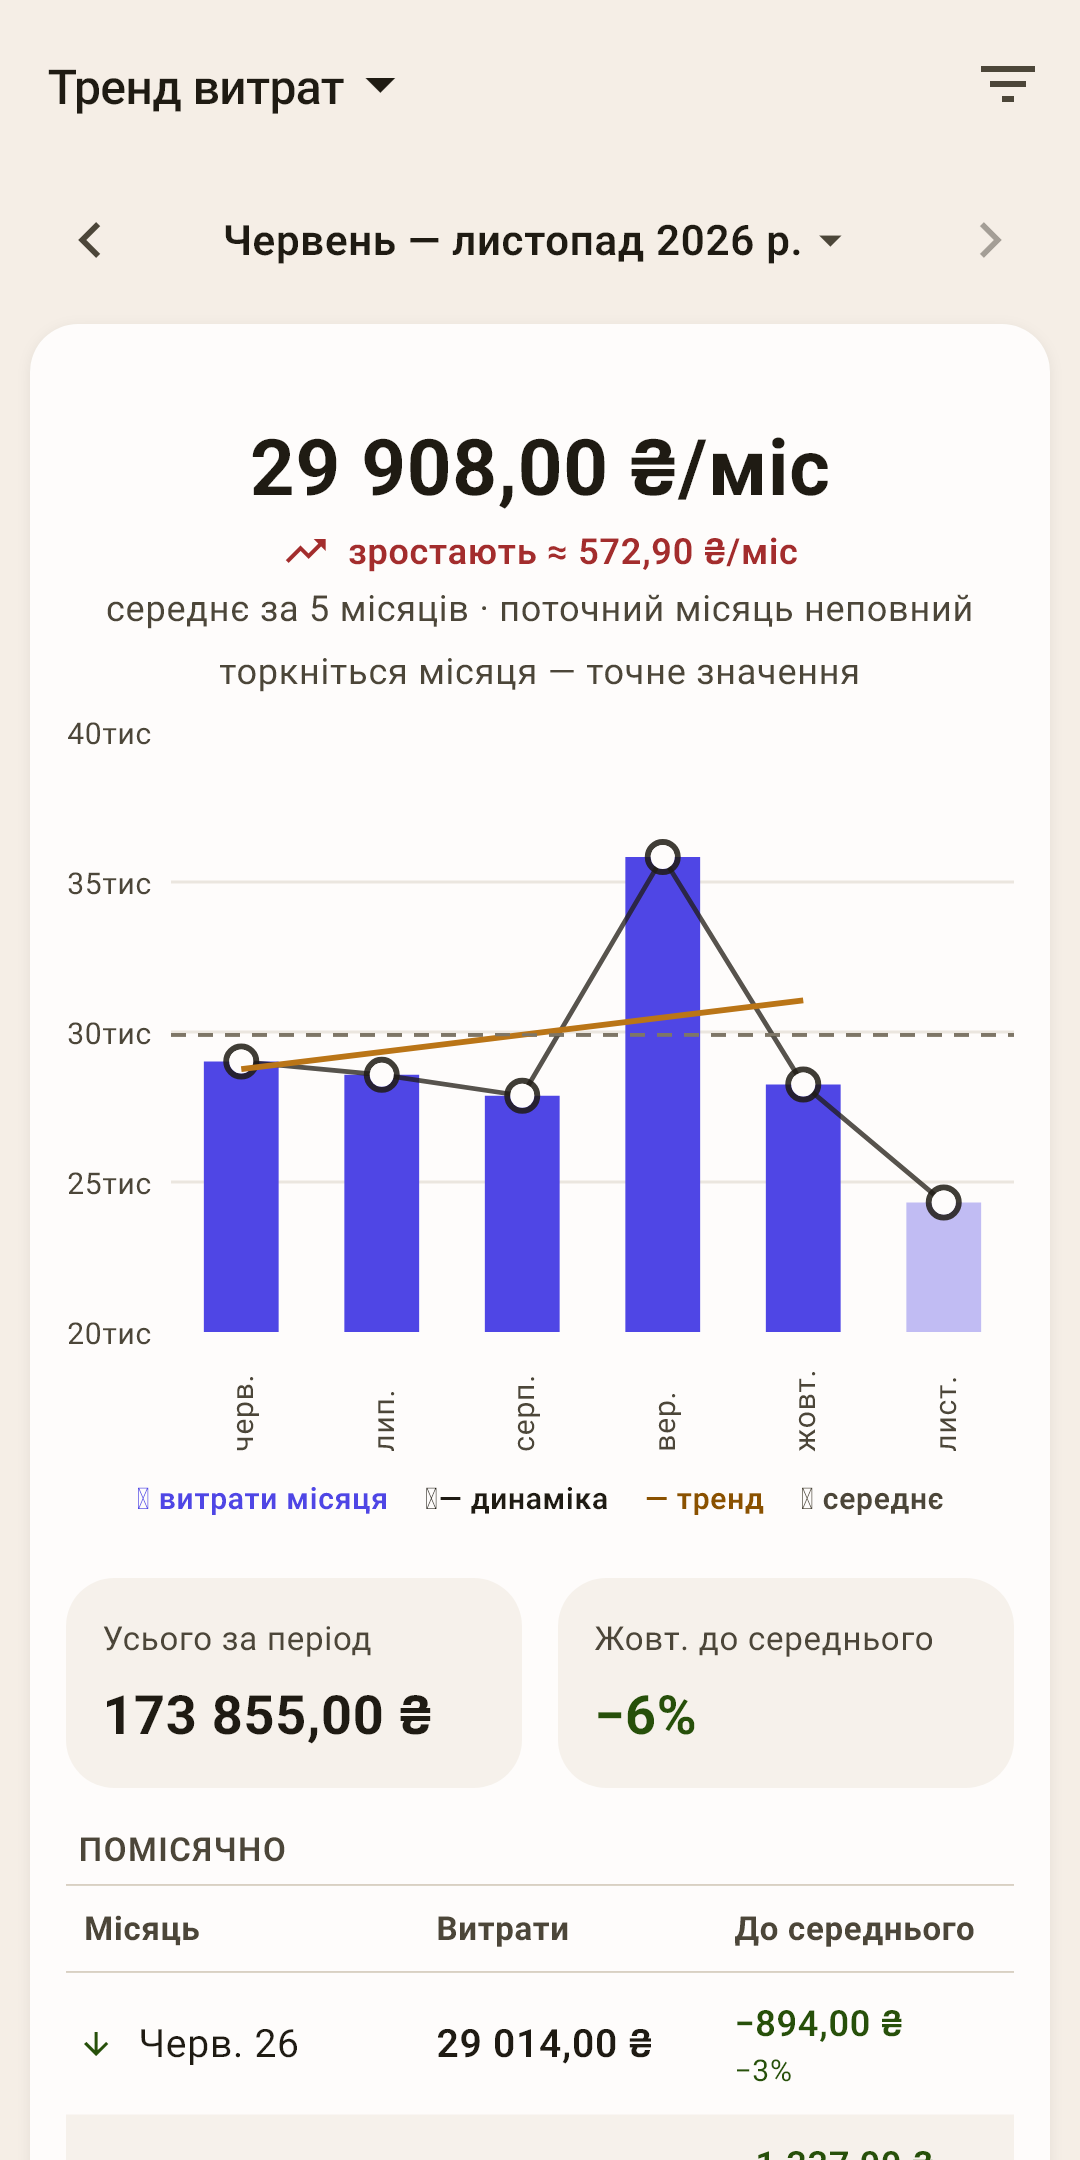 Тренд витрат
Червень — листопад 2026 р.
29 908,00 ₴/міс
зростають ≈ 572,90 ₴/міс
середнє за 5 місяців · поточний місяць неповний
торкніться місяця — точне значення
40тис
35тис
30тис
25тис
20тис
черв.
лип.
серп.
вер.
жовт.
лист.
витрати місяця
— динаміка
— тренд
середнє
Усього за період
173 855,00 ₴
Жовт. до середнього
−6%
ПОМІСЯЧНО
Місяць Витрати До середнього
Черв. 26 29 014,00 ₴ −894,00 ₴
−3%